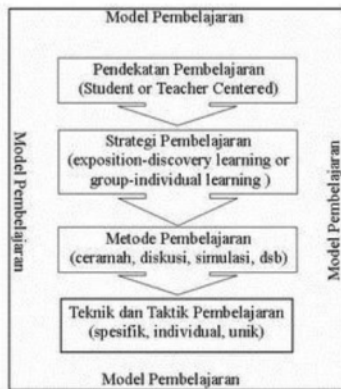 Model Pembelajaran
Pendekatan Pembelajaran
(Student or Teacher Centered)
Strategi Pembelajaran
(exposition-discovery learning or
group-individual learning )
Metode Pembelajaran
(ceramah, diskusi, simulasi, dsb)
Teknik dan Taktik Pembelajaran
(spesifik, individual, unik)
Model Pembelajaran
Model Pembelajaran
Model Pembelajaran